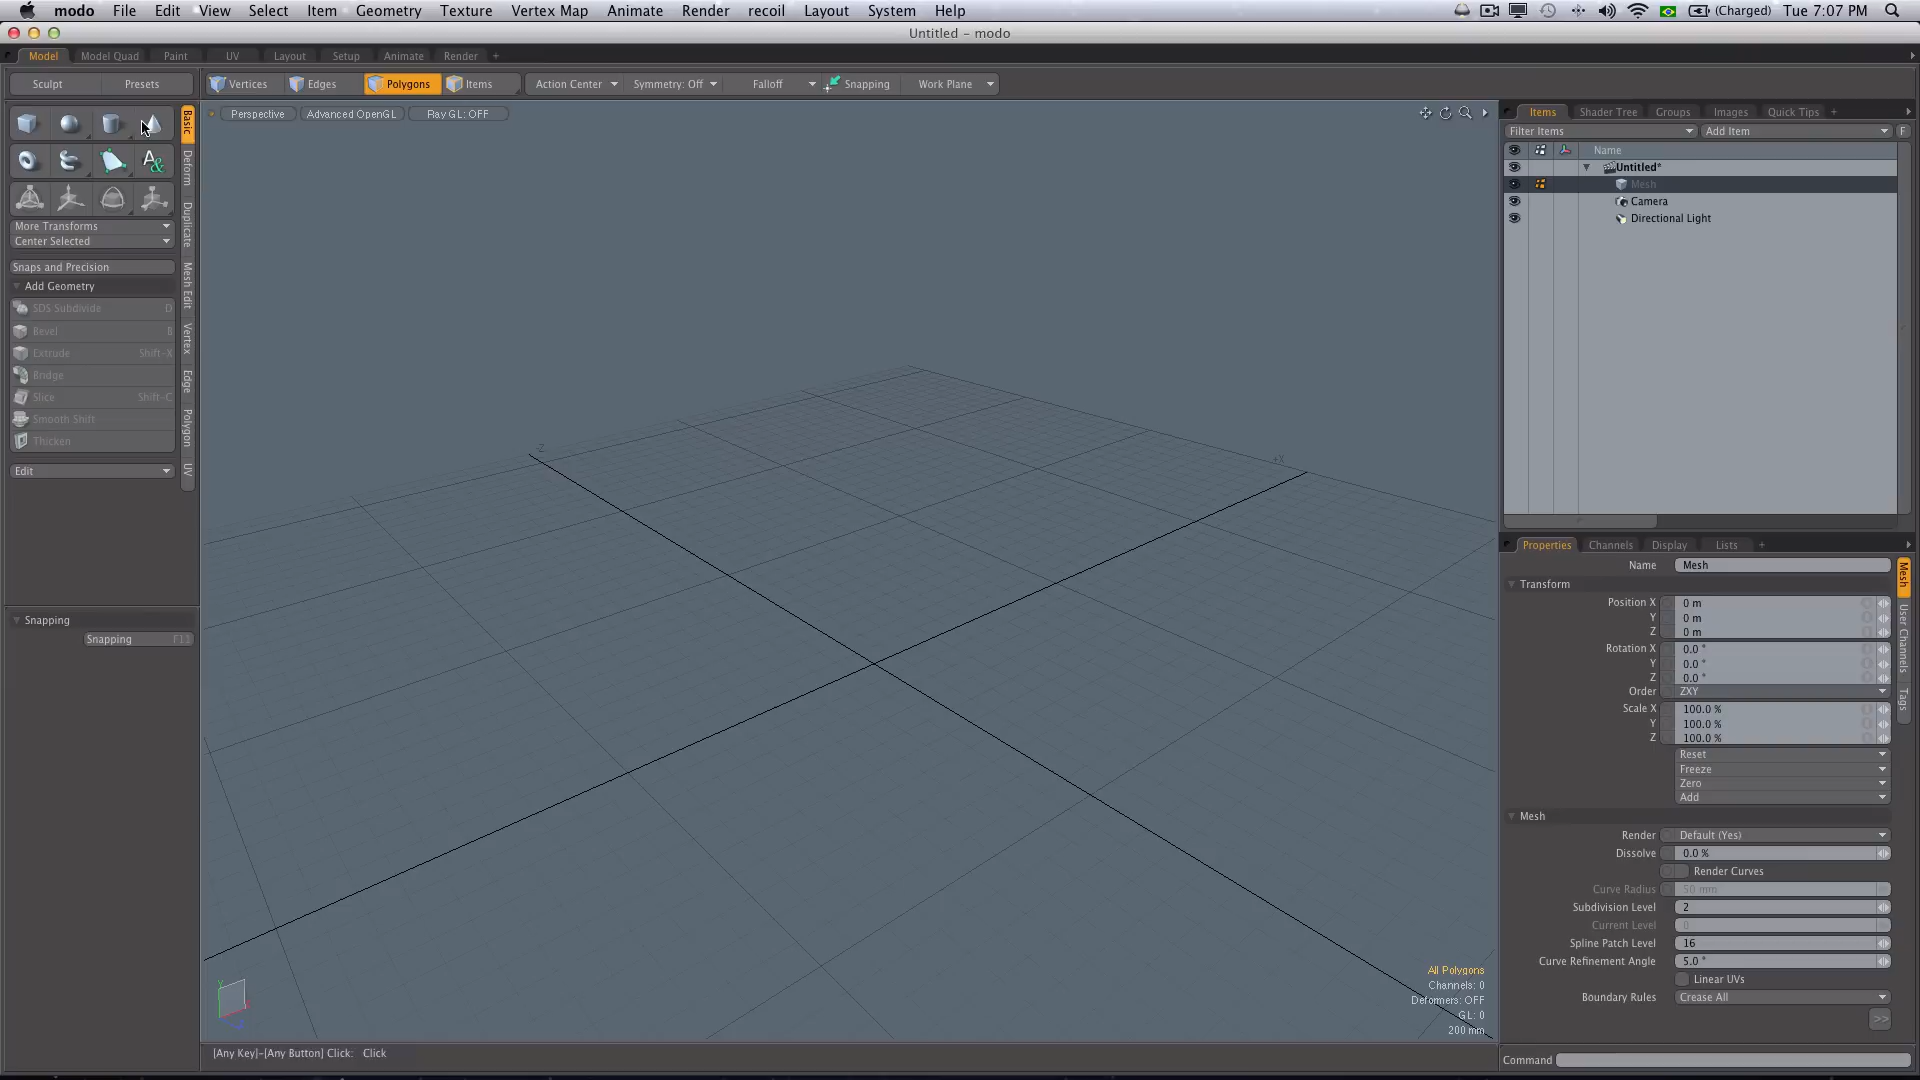 modo File Edit View Select Item Geometry Texture Vertex Map Animate Render recoil Layout System Help (Charged) Tue 7:07 PM
Untitled - modo
Model Model Quad Paint UV Layout Setup Animate Render +
Sculpt Presets Vertices Edges Polygons Items Action Center Symmetry: Off Falloff Snapping Work Plane
Perspective Advanced OpenGL Ray GL: OFF
Basic
Deform
Duplicate
Mesh Edit
Vertex
Edge
Polygon
UV
A&
More Transforms
Center Selected
Snaps and Precision
Add Geometry
SDS Subdivide D
Bevel B
Extrude Shift-X
Bridge
Slice Shift-C
Smooth Shift
Thicken
Edit
Snapping
Snapping F11
-Z
+X
Y
All Polygons
Channels: 0
Deformers: OFF
GL: 0
200 mm
[Any Key]-[Any Button] Click: Click
Items Shader Tree Groups Images Quick Tips +
Filter Items Add Item F
Name
Untitled*
Mesh
Camera
Directional Light
Properties Channels Display Lists +
Mesh
User Channels
Tags
Name Mesh
Transform
Position X 0 m
Y 0 m
Z 0 m
Rotation X 0.0 °
Y 0.0 °
Z 0.0 °
Order ZXY
Scale X 100.0 %
Y 100.0 %
Z 100.0 %
Reset
Freeze
Zero
Add
Mesh
Render Default (Yes)
Dissolve 0.0 %
Render Curves
Curve Radius 50 mm
Subdivision Level 2
Current Level 0
Spline Patch Level 16
Curve Refinement Angle 5.0 °
Linear UVs
Boundary Rules Crease All
>>
Command